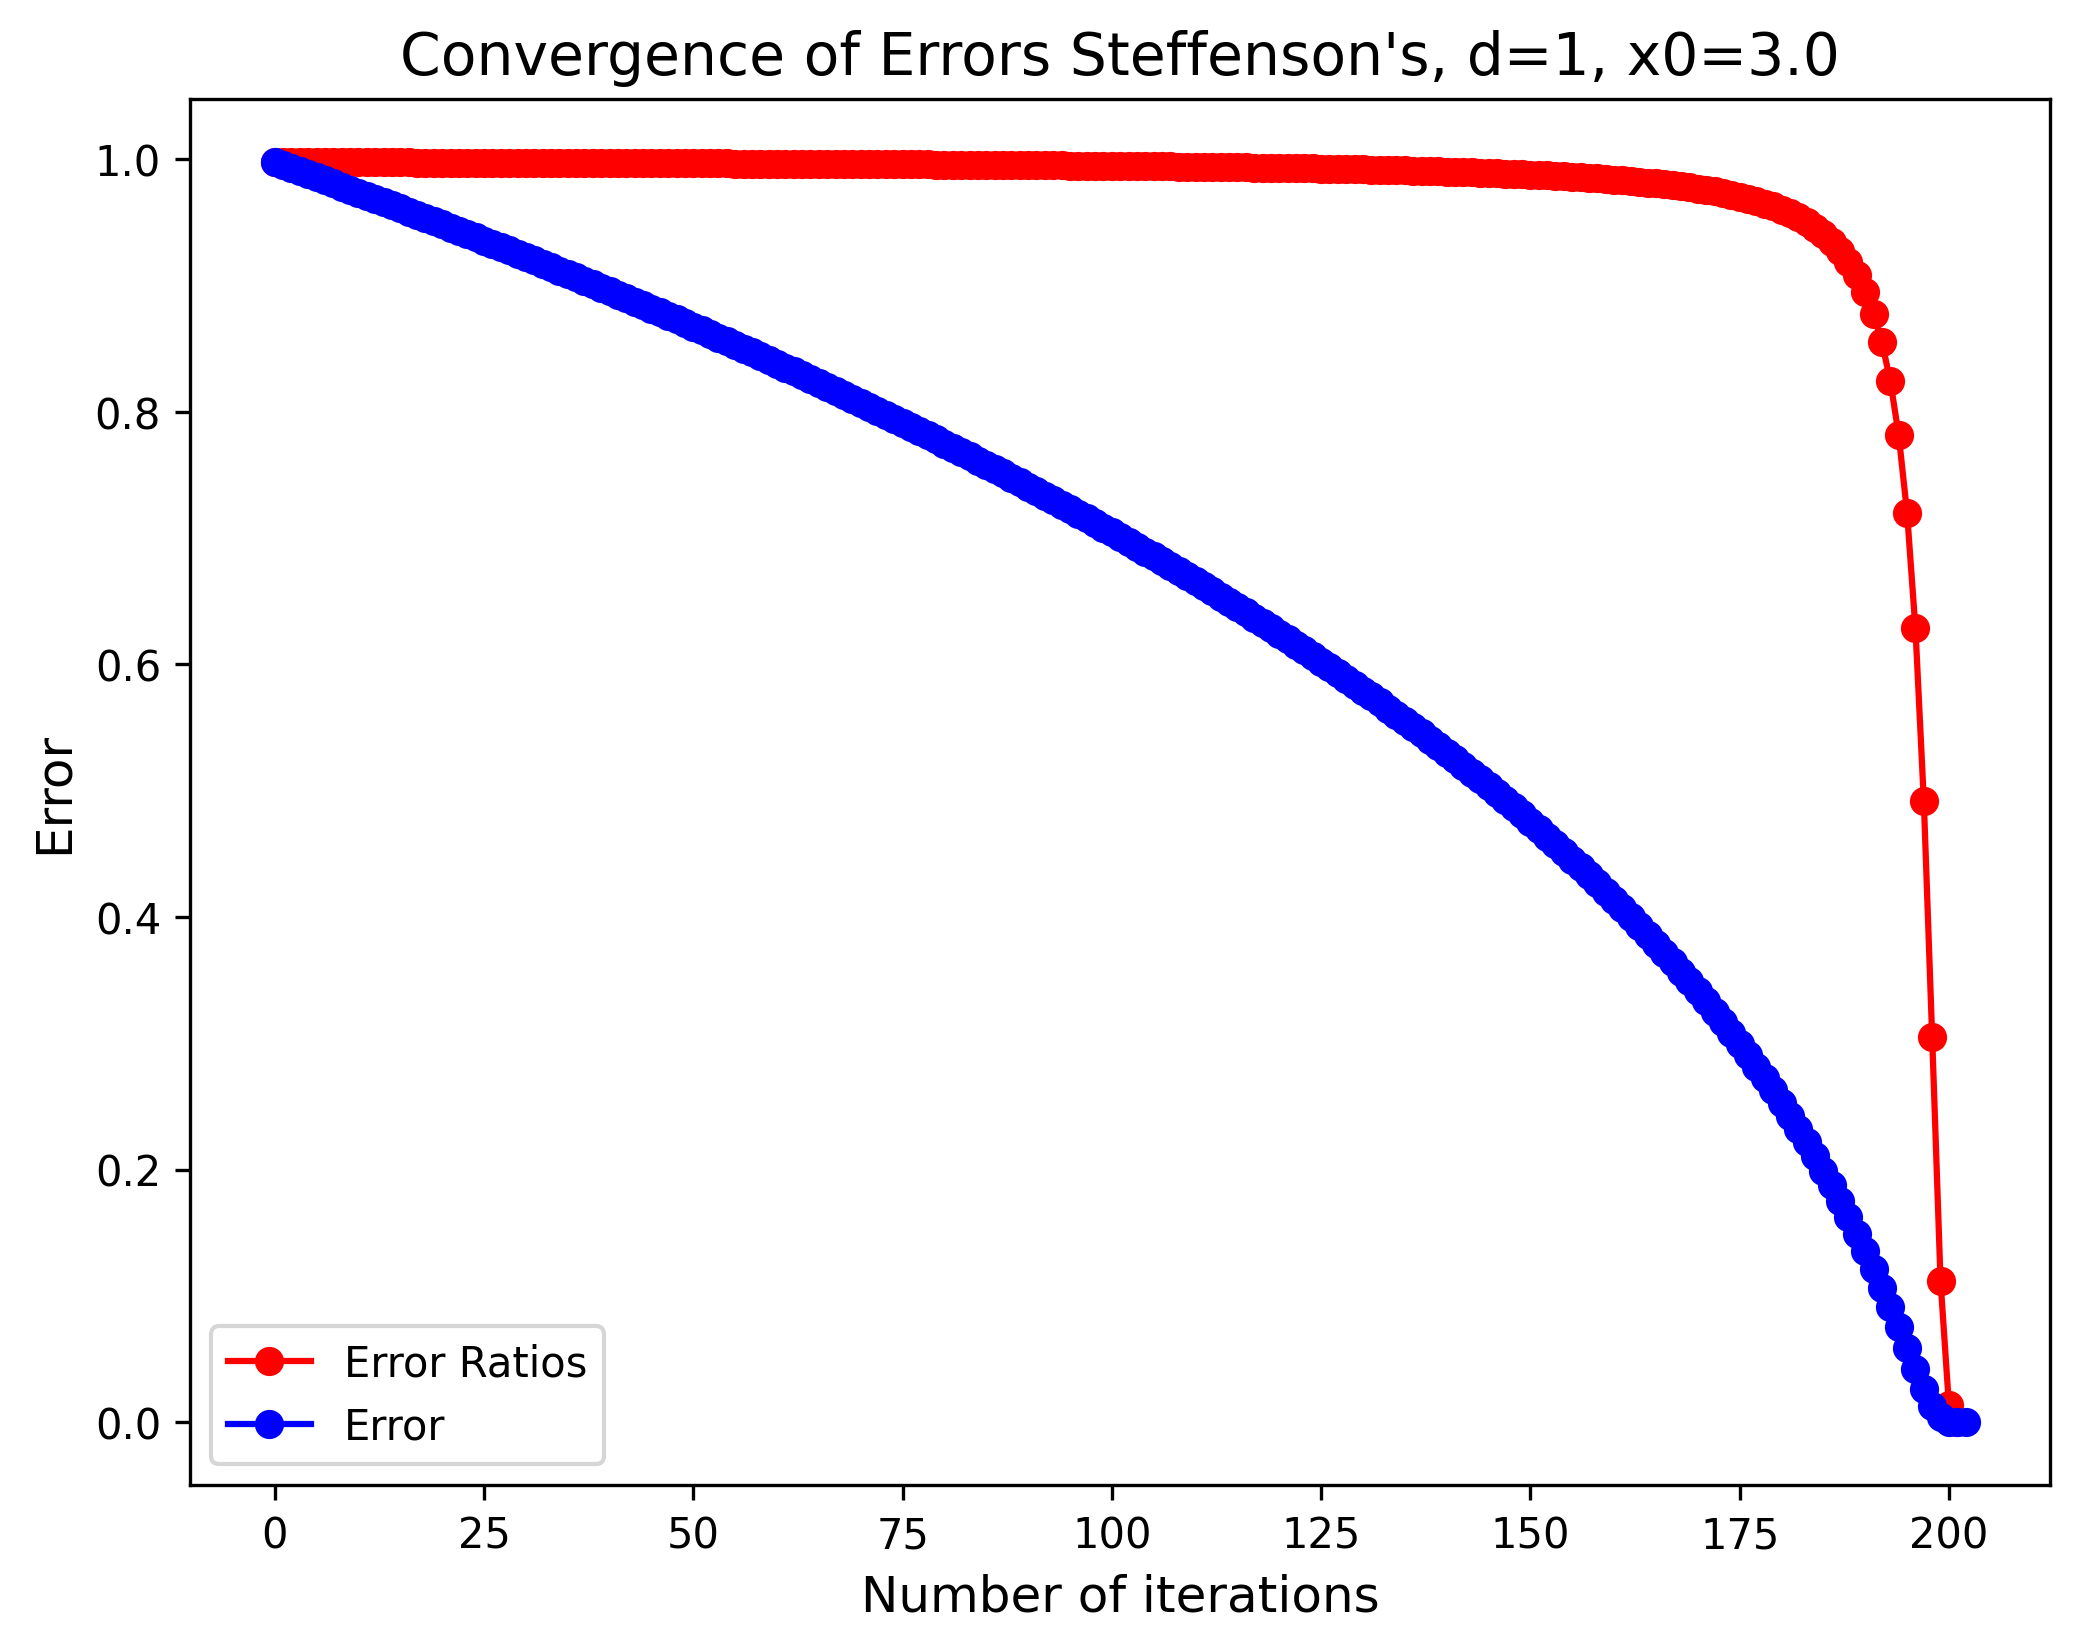 Convergence of Errors Steffenson's, d=1, x0=3.0
1.0
0.8
0.6
0.4
0.2
0.0
Error
Error Ratios
Error
0 25 50 75 100 125 150 175 200
Number of iterations